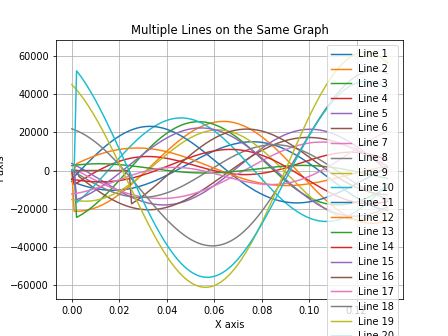 Multiple Lines on the Same Graph
60000
40000
20000
0
−20000
−40000
−60000
0.00
0.02
0.04
0.06
0.08
0.10
X axis
axis
Line 1
Line 2
Line 3
Line 4
Line 5
Line 6
Line 7
Line 8
Line 9
Line 10
Line 11
Line 12
Line 13
Line 14
Line 15
Line 16
Line 17
Line 18
Line 19
Line 20